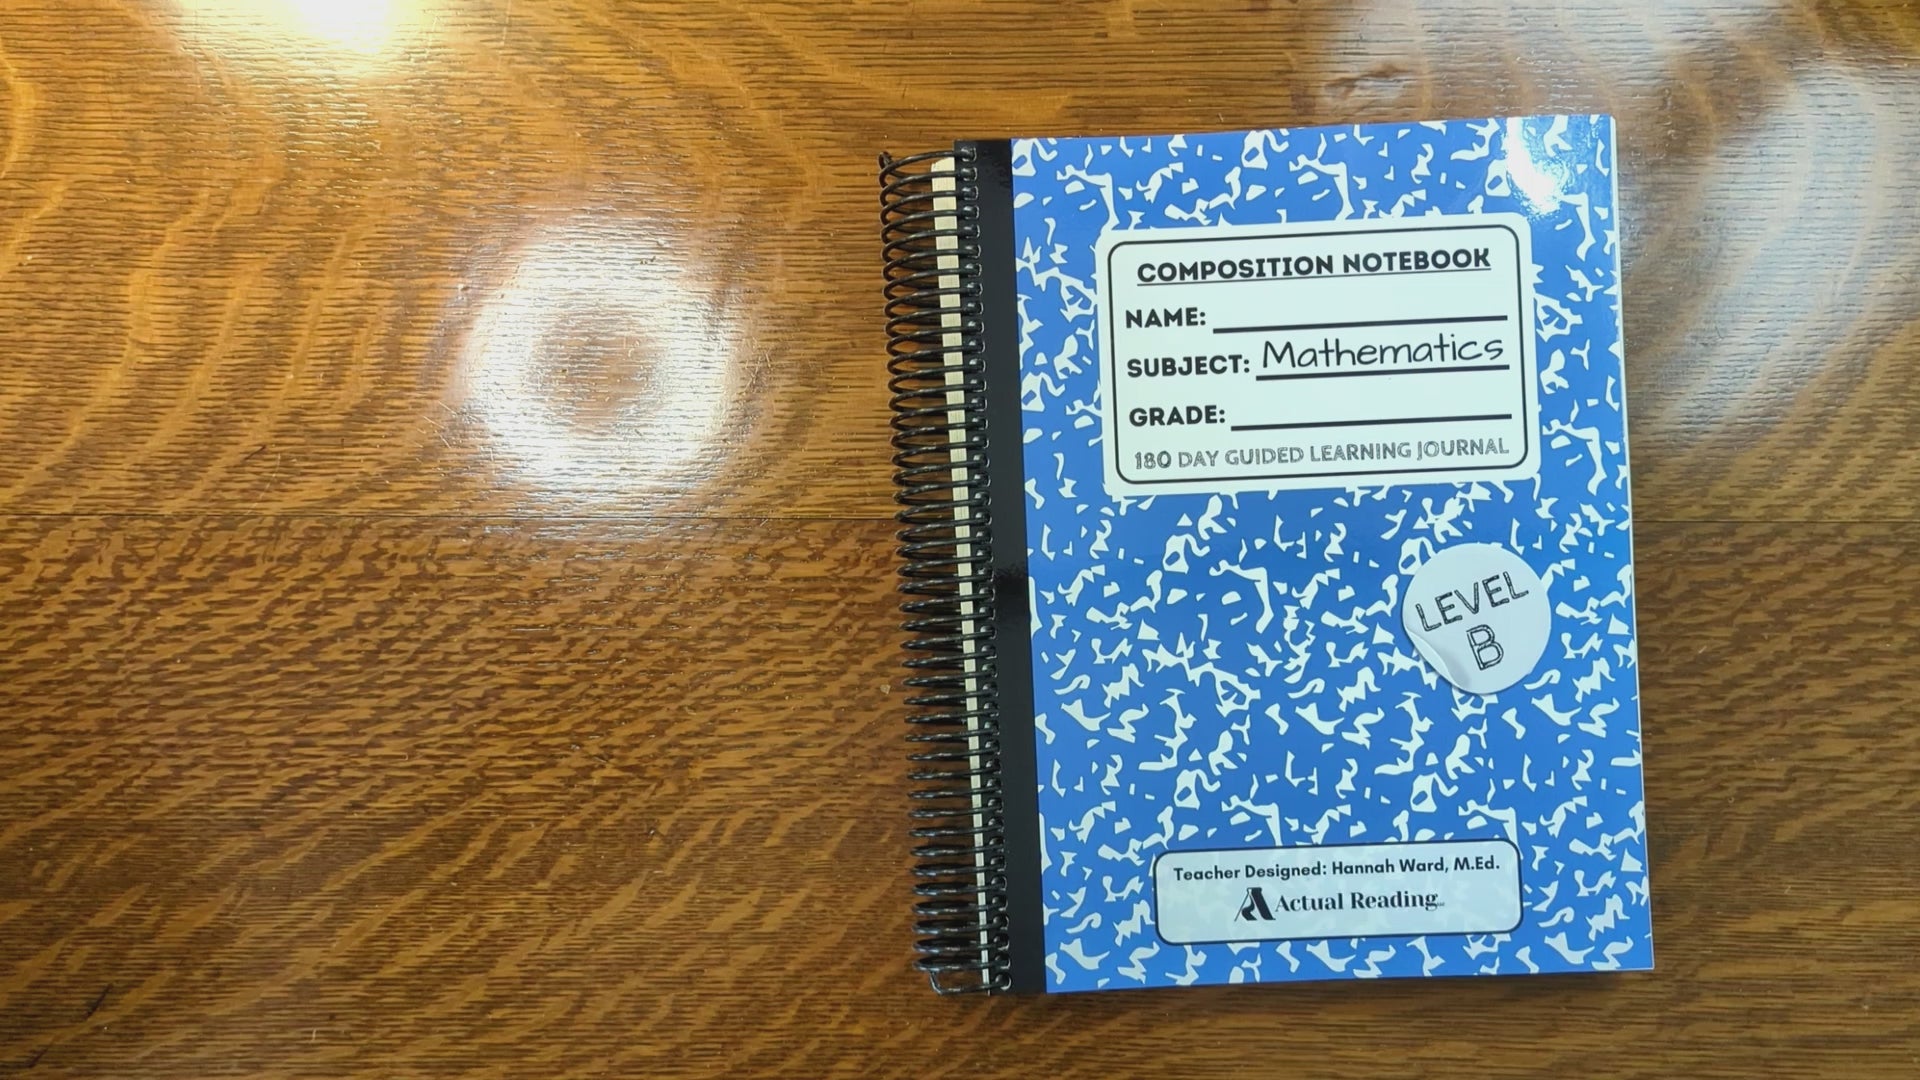 COMPOSITION NOTEBOOK
NAME:
SUBJECT: Mathematics
GRADE:
180 DAY GUIDED LEARNING JOURNAL
LEVEL
B
Teacher Designed: Hannah Ward, M.Ed.
Actual Reading